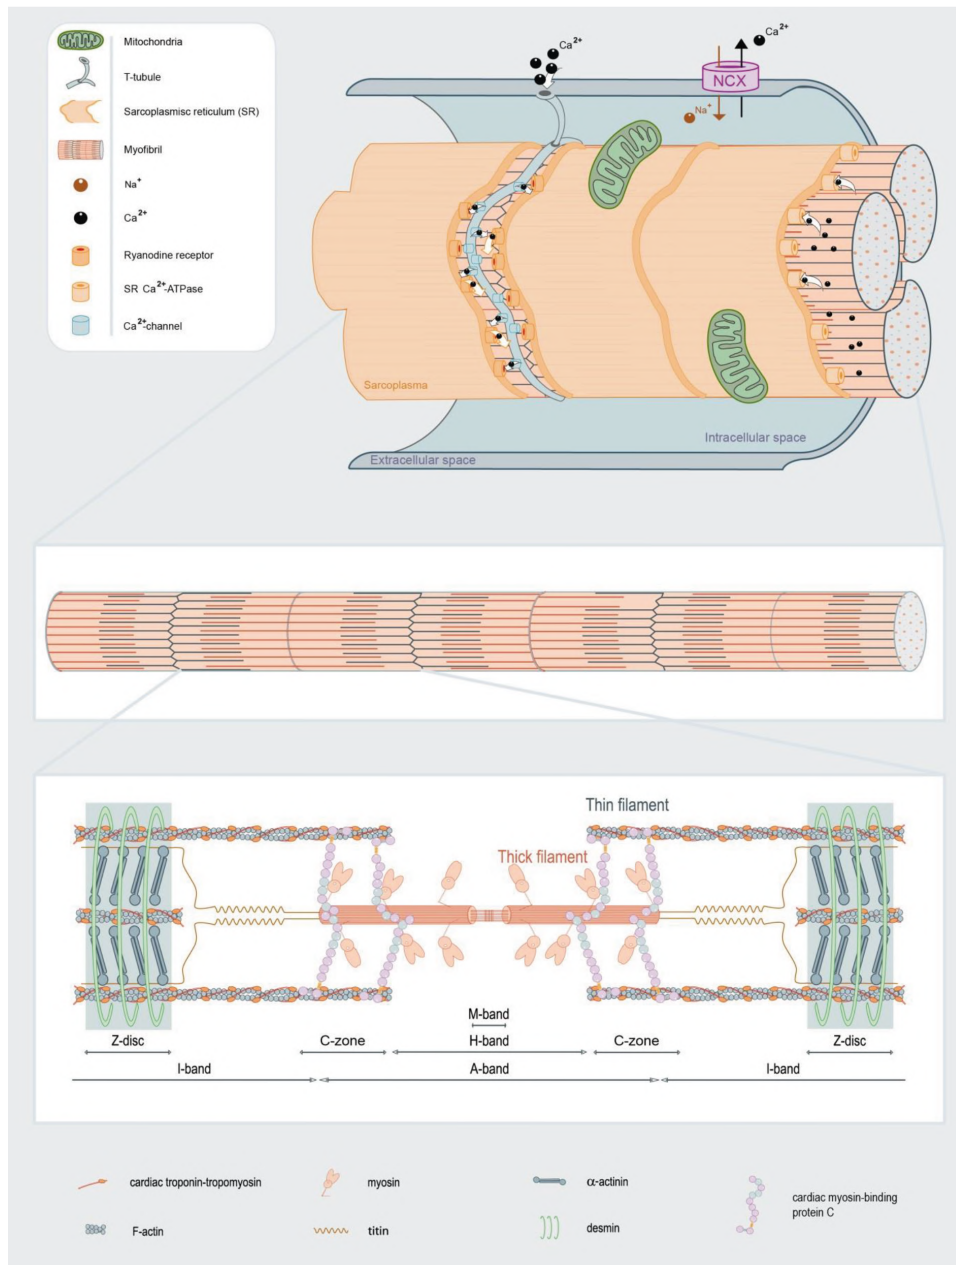 Mitochondria
T-tubule
Sarcoplasmisc reticulum (SR)
Myofibril
Na+
Ca2+
Ryanodine receptor
SR Ca2+-ATPase
Ca2+-channel
Ca2+
Ca2+
NCX
Na+
Sarcoplasma
Intracellular space
Extracellular space
Thin filament
Thick filament
M-band
Z-disc C-zone H-band C-zone Z-disc
I-band A-band I-band
cardiac troponin-tropomyosin
myosin
α-actinin
cardiac myosin-binding
protein C
F-actin
titin
desmin